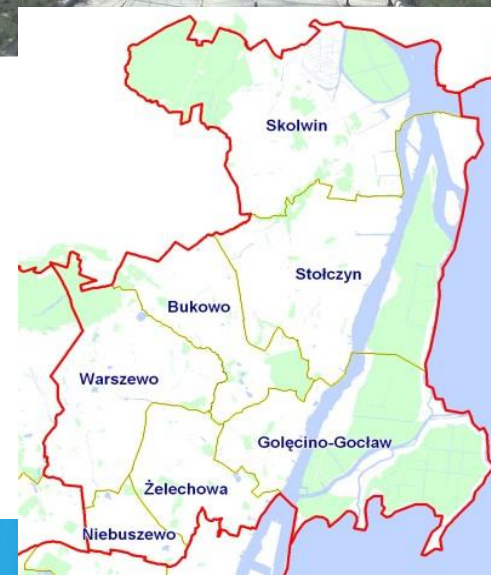 Skolwin
Stołczyn
Bukowo
Warszewo
Golęcino-Gocław
Żelechowa
Niebuszewo